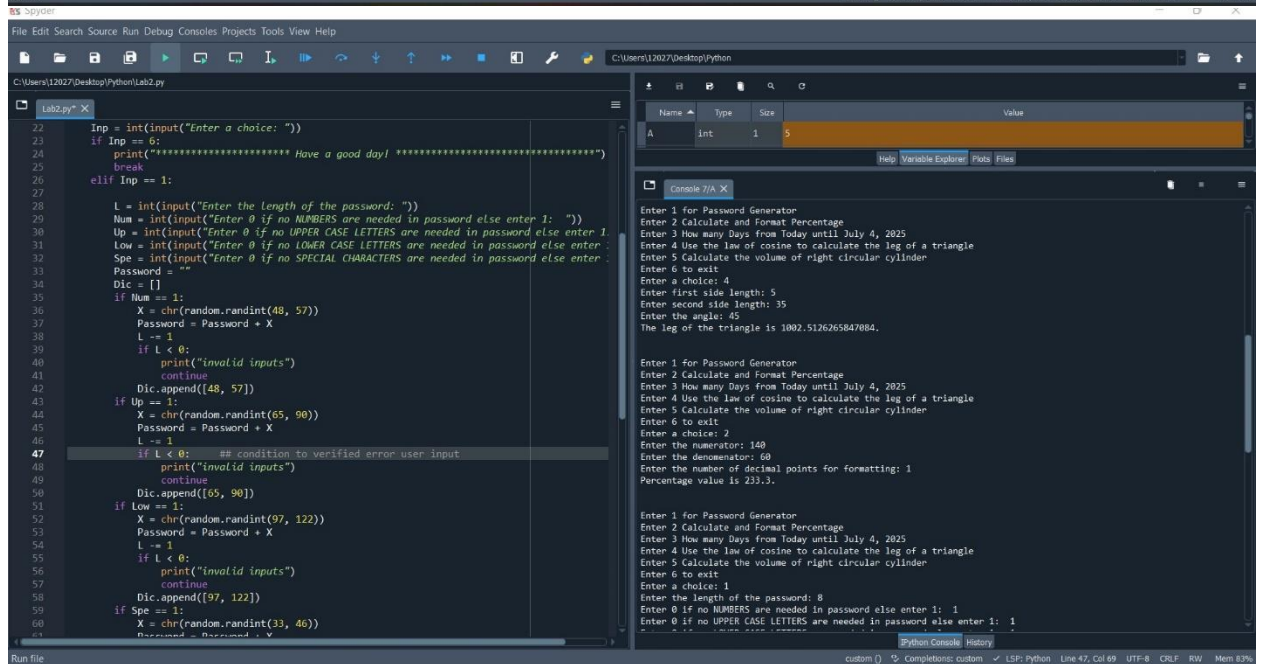 Spyder
File Edit Search Source Run Debug Consoles Projects Tools View Help
C:\Users\12027\Desktop\Python
C:\Users\12027\Desktop\Python\Lab2.py
Lab2.py*
22 Inp = int(input("Enter a choice: "))
23 if Inp == 6:
24 print("*********************** Have a good day! **********************************")
25 break
26 elif Inp == 1:
27
28 L = int(input("Enter the length of the password: "))
29 Num = int(input("Enter 0 if no NUMBERS are needed in password else enter 1:  "))
30 Up = int(input("Enter 0 if no UPPER CASE LETTERS are needed in password else enter 1
31 Low = int(input("Enter 0 if no LOWER CASE LETTERS are needed in password else enter
32 Spe = int(input("Enter 0 if no SPECIAL CHARACTERS are needed in password else enter
33 Password = ""
34 Dic = []
35 if Num == 1:
36 X = chr(random.randint(48, 57))
37 Password = Password + X
38 L -= 1
39 if L < 0:
40 print("invalid inputs")
41 continue
42 Dic.append([48, 57])
43 if Up == 1:
44 X = chr(random.randint(65, 90))
45 Password = Password + X
46 L -= 1
47 if L < 0:     ## condition to verified error user input
48 print("invalid inputs")
49 continue
50 Dic.append([65, 90])
51 if Low == 1:
52 X = chr(random.randint(97, 122))
53 Password = Password + X
54 L -= 1
55 if L < 0:
56 print("invalid inputs")
57 continue
58 Dic.append([97, 122])
59 if Spe == 1:
60 X = chr(random.randint(33, 46))
61 Password = Password + X
Name Type Size Value
A int 1 5
Help Variable Explorer Plots Files
Console 7/A
Enter 1 for Password Generator
Enter 2 Calculate and Format Percentage
Enter 3 How many Days from Today until July 4, 2025
Enter 4 Use the law of cosine to calculate the leg of a triangle
Enter 5 Calculate the volume of right circular cylinder
Enter 6 to exit
Enter a choice: 4
Enter first side length: 5
Enter second side length: 35
Enter the angle: 45
The leg of the triangle is 1002.5126265847084.
Enter 1 for Password Generator
Enter 2 Calculate and Format Percentage
Enter 3 How many Days from Today until July 4, 2025
Enter 4 Use the law of cosine to calculate the leg of a triangle
Enter 5 Calculate the volume of right circular cylinder
Enter 6 to exit
Enter a choice: 2
Enter the numerator: 140
Enter the denomenator: 60
Enter the number of decimal points for formatting: 1
Percentage value is 233.3.
Enter 1 for Password Generator
Enter 2 Calculate and Format Percentage
Enter 3 How many Days from Today until July 4, 2025
Enter 4 Use the law of cosine to calculate the leg of a triangle
Enter 5 Calculate the volume of right circular cylinder
Enter 6 to exit
Enter a choice: 1
Enter the length of the password: 8
Enter 0 if no NUMBERS are needed in password else enter 1:  1
Enter 0 if no UPPER CASE LETTERS are needed in password else enter 1:  1
IPython Console History
Run file
custom () Completions: custom LSP: Python Line 47, Col 69 UTF-8 CRLF RW Mem 83%